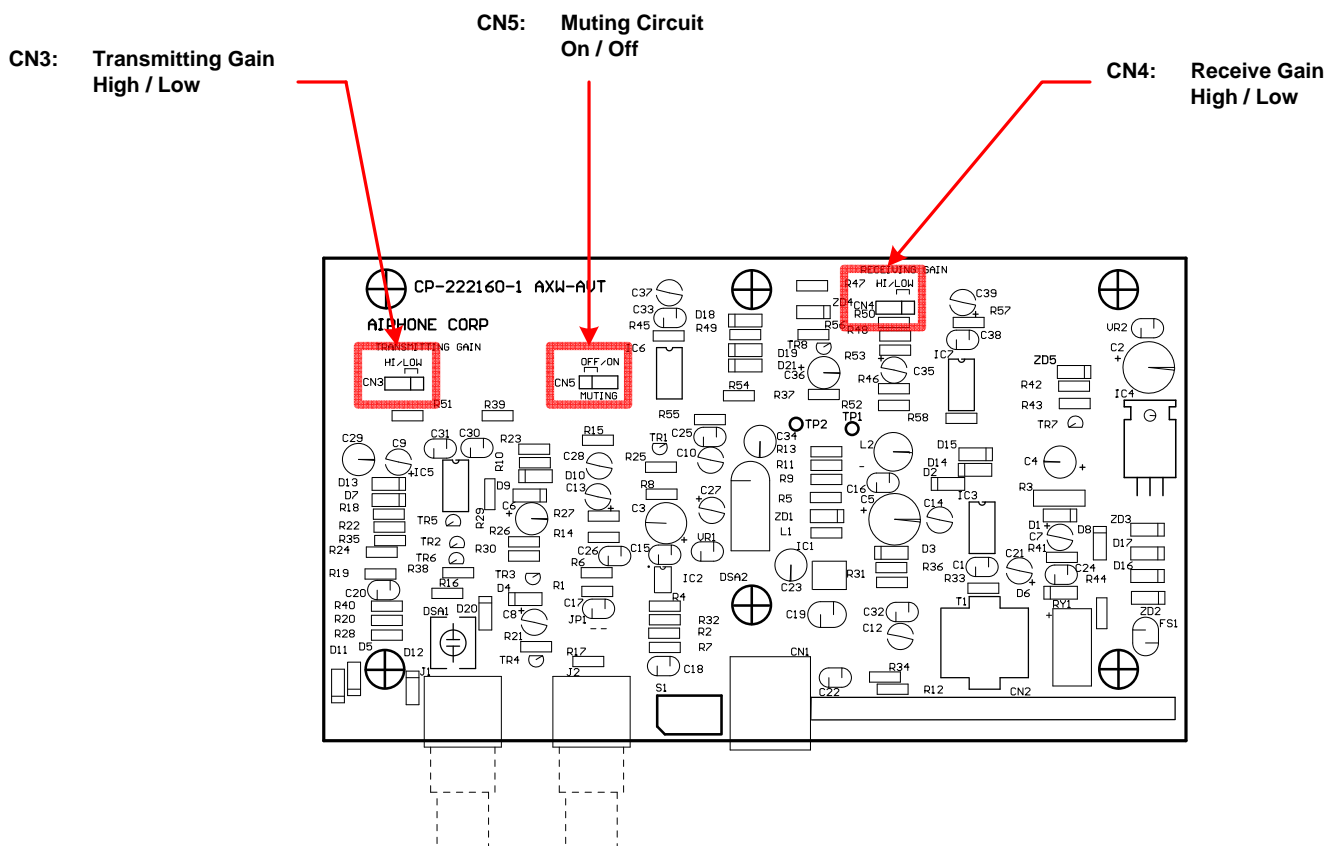 CN5: Muting Circuit
On / Off
CN3: Transmitting Gain
High / Low
CN4: Receive Gain
High / Low
CP-222160-1 AXW-AVT
AIPHONE CORP
TRANSMITTING GAIN
HI/LOW
CN3
OFF/ON
CN5
MUTING
RECEIVING GAIN
HI/LOW
CN4
R47
ZD4
R50
R56
R48
C37
C33
R45
D18
R49
IC6
TR8
D19
D21
C36
R37
R53
R46
C35
IC7
C39
R57
C38
VR2
C2
ZD5
R42
R43
IC4
TR7
R51
R39
R54
R55
R52
TP1
TP2
R58
C29
C9
C31
C30
IC5
R23
R10
R15
C28
D10
C13
TR1
R25
C25
C10
C34
R13
R11
R9
R5
ZD1
L1
L2
C16
C5
D15
D14
D2
C14
IC3
C4
R3
D13
D7
R18
R22
R35
R24
TR5
TR2
TR6
R38
R29
D9
C6
R26
R30
R27
R14
R8
C3
C27
C26
C15
VR1
R6
IC2
DSA2
IC1
C23
R31
D3
R36
C1
R33
C21
D6
D1
C7
R41
D8
C24
R44
ZD3
D17
D16
ZD2
FS1
R19
C20
R40
R20
R28
R16
DSA1
D20
TR3
D4
C8
R21
TR4
R1
C17
JP1
R17
R4
R32
R2
R7
C18
C19
C32
C12
T1
RY1
D11
D5
D12
J1
J2
S1
CN1
C22
R34
R12
CN2